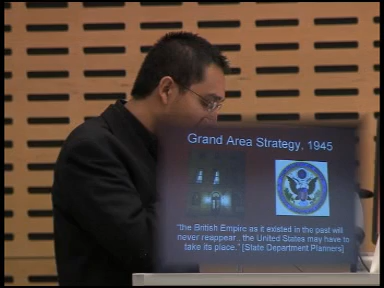 Grand Area Strategy, 1945
"the British Empire as it existed in the past will
never reappear , the United States may have to
take its place." [State Department Planners]